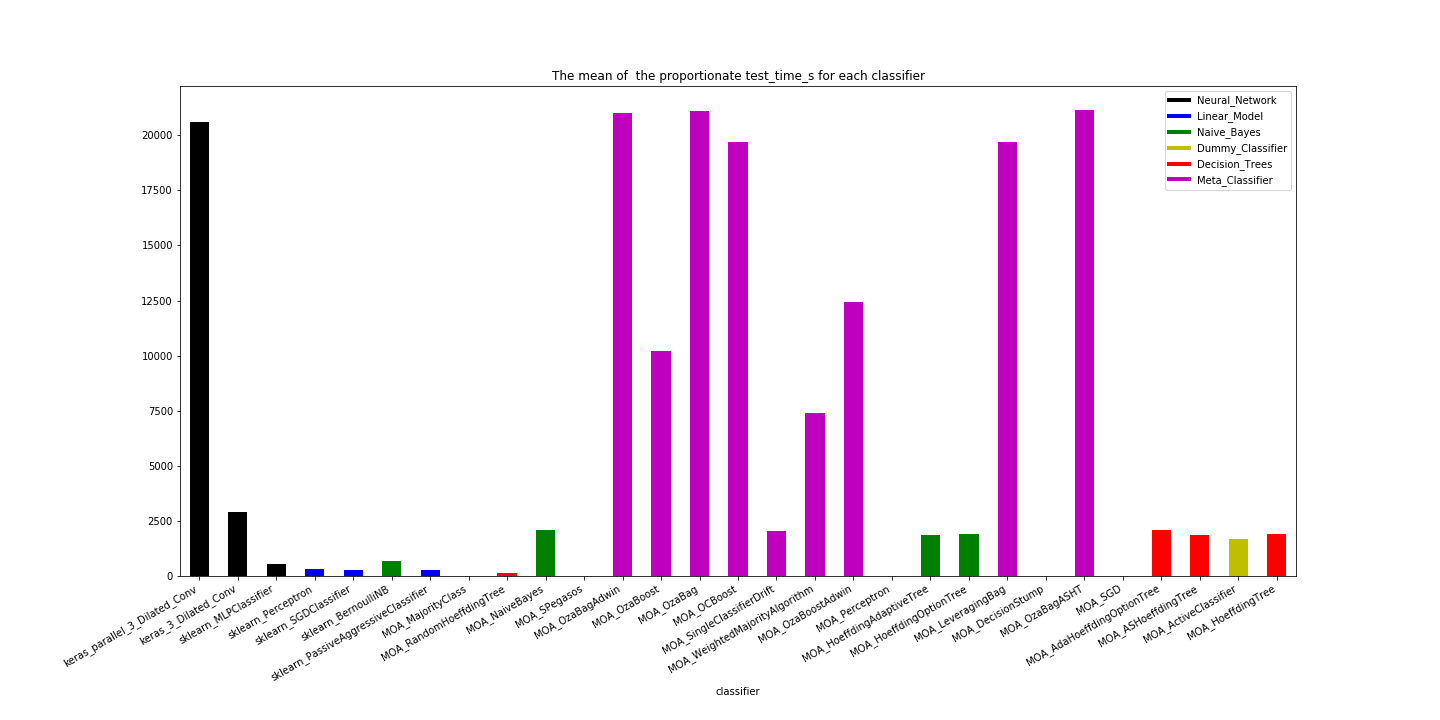 The mean of  the proportionate test_time_s for each classifier
20000
17500
15000
12500
10000
7500
5000
2500
0
Neural_Network
Linear_Model
Naive_Bayes
Dummy_Classifier
Decision_Trees
Meta_Classifier
keras_parallel_3_Dilated_Conv
keras_3_Dilated_Conv
sklearn_MLPClassifier
sklearn_Perceptron
sklearn_SGDClassifier
sklearn_BernoulliNB
sklearn_PassiveAggressiveClassifier
MOA_MajorityClass
MOA_RandomHoeffdingTree
MOA_NaiveBayes
MOA_SPegasos
MOA_OzaBagAdwin
MOA_OzaBoost
MOA_OzaBag
MOA_OCBoost
MOA_SingleClassifierDrift
MOA_WeightedMajorityAlgorithm
MOA_OzaBoostAdwin
MOA_Perceptron
MOA_HoeffdingAdaptiveTree
MOA_HoeffdingOptionTree
MOA_LeveragingBag
MOA_DecisionStump
MOA_OzaBagASHT
MOA_SGD
MOA_AdaHoeffdingOptionTree
MOA_ASHoeffdingTree
MOA_ActiveClassifier
MOA_HoeffdingTree
classifier